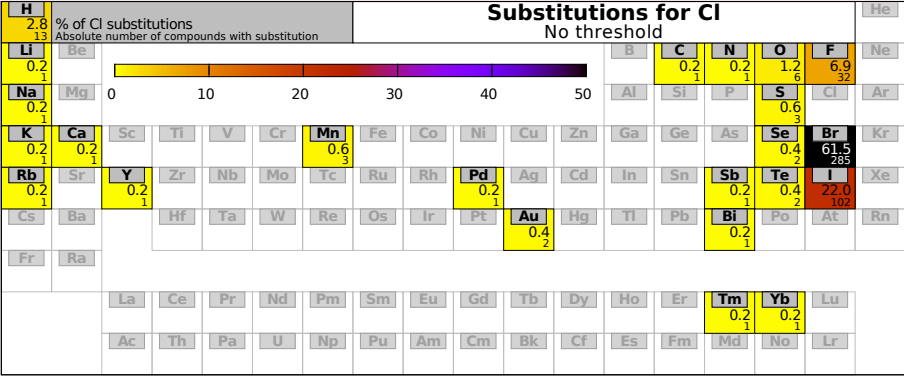 H
2.8
13
% of Cl substitutions
Absolute number of compounds with substitution
Substitutions for Cl
No threshold
He
Li
0.2
1
Be
B
C
0.2
1
N
0.2
1
O
1.2
6
F
6.9
32
Ne
0 10 20 30 40 50
Na
0.2
1
Mg
Al
Si
P
S
0.6
3
Cl
Ar
K
0.2
1
Ca
0.2
1
Sc
Ti
V
Cr
Mn
0.6
3
Fe
Co
Ni
Cu
Zn
Ga
Ge
As
Se
0.4
2
Br
61.5
285
Kr
Rb
0.2
1
Sr
Y
0.2
1
Zr
Nb
Mo
Tc
Ru
Rh
Pd
0.2
1
Ag
Cd
In
Sn
Sb
0.2
1
Te
0.4
2
I
22.0
102
Xe
Cs
Ba
Hf
Ta
W
Re
Os
Ir
Pt
Au
0.4
2
Hg
Tl
Pb
Bi
0.2
1
Po
At
Rn
Fr
Ra
La
Ce
Pr
Nd
Pm
Sm
Eu
Gd
Tb
Dy
Ho
Er
Tm
0.2
1
Yb
0.2
1
Lu
Ac
Th
Pa
U
Np
Pu
Am
Cm
Bk
Cf
Es
Fm
Md
No
Lr